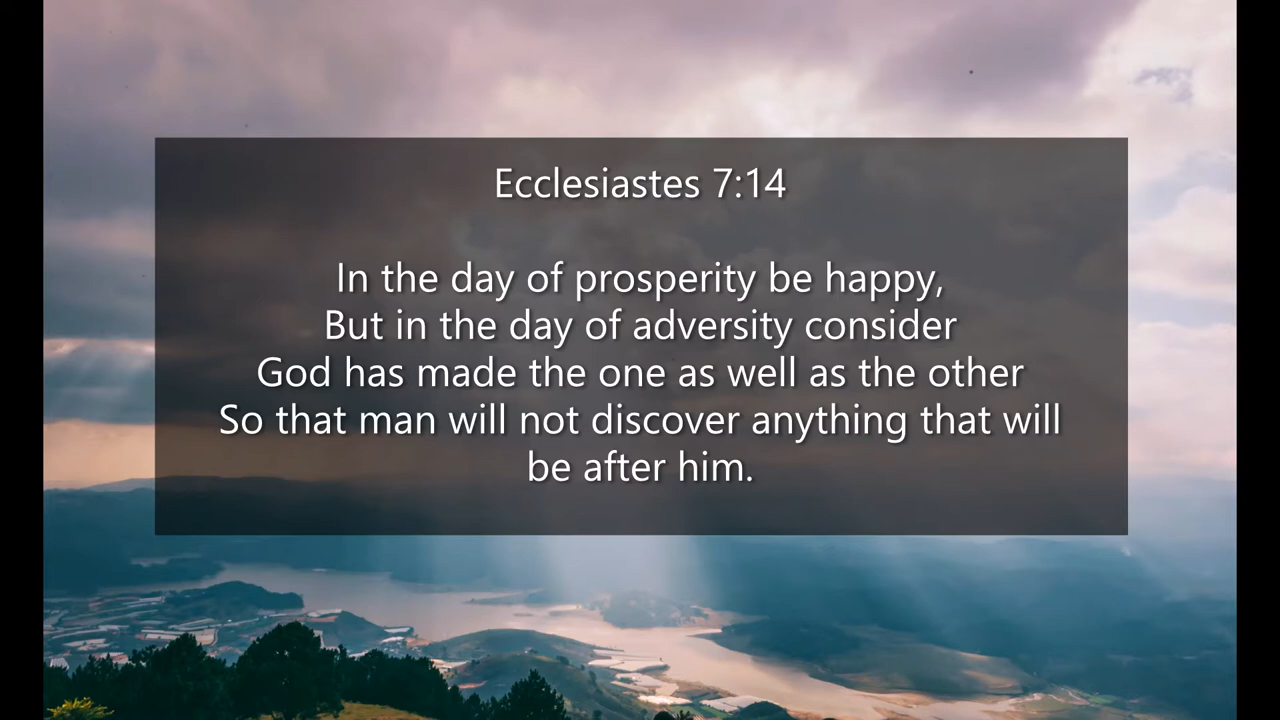 Ecclesiastes 7:14
In the day of prosperity be happy,
But in the day of adversity consider
God has made the one as well as the other
So that man will not discover anything that will
be after him.